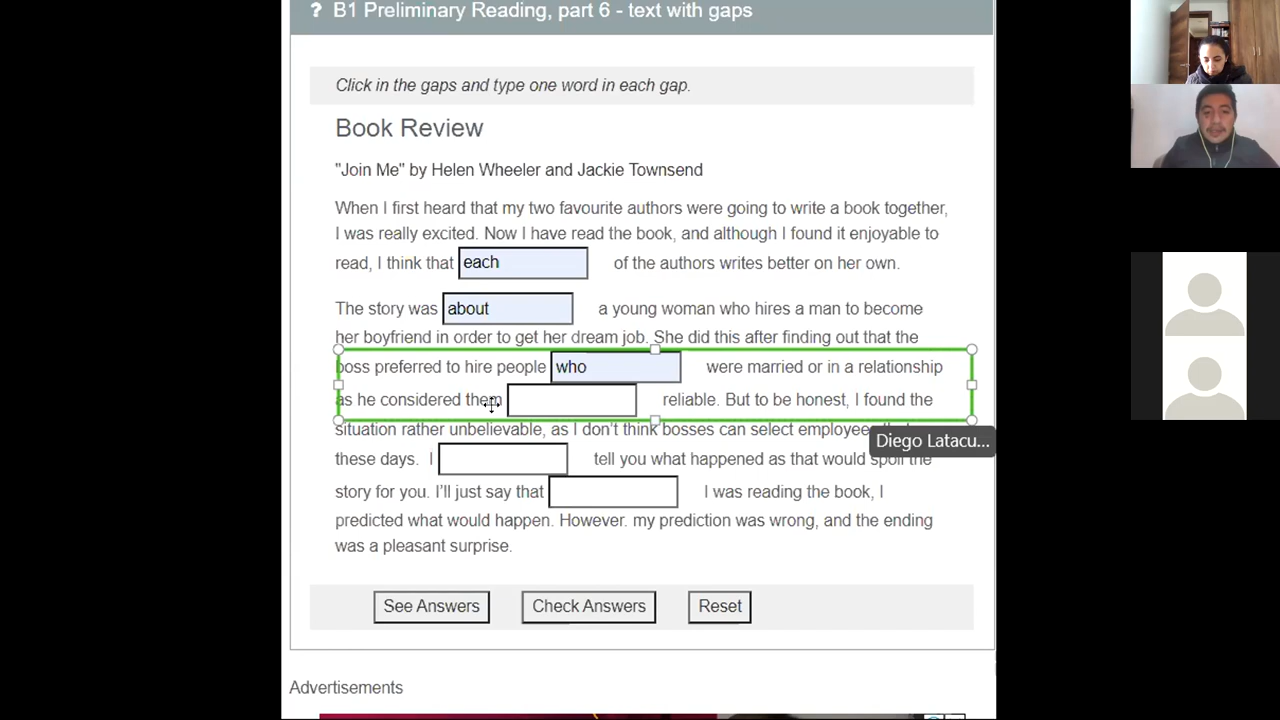 ? B1 Preliminary Reading, part 6 - text with gaps
Click in the gaps and type one word in each gap.
Book Review
"Join Me" by Helen Wheeler and Jackie Townsend
When I first heard that my two favourite authors were going to write a book together,
I was really excited. Now I have read the book, and although I found it enjoyable to
read, I think that each of the authors writes better on her own.
The story was about a young woman who hires a man to become
her boyfriend in order to get her dream job. She did this after finding out that the
boss preferred to hire people who were married or in a relationship
as he considered them reliable. But to be honest, I found the
situation rather unbelievable, as I don't think bosses can select employees
these days. I tell you what happened as that would spoil the
story for you. I'll just say that I was reading the book, I
predicted what would happen. However. my prediction was wrong, and the ending
was a pleasant surprise.
Diego Latacu...
See Answers Check Answers Reset
Advertisements